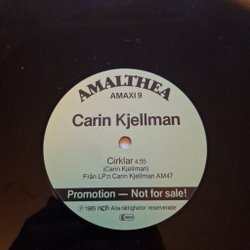 AMALTHEA
AMAXI 9
Carin Kjellman
Cirklar 4.55
(Carin Kjellman)
Från LP:n Carin Kjellman AM47
Promotion — Not for sale!
℗ 1985 n©b Alla rättigheter reserverade